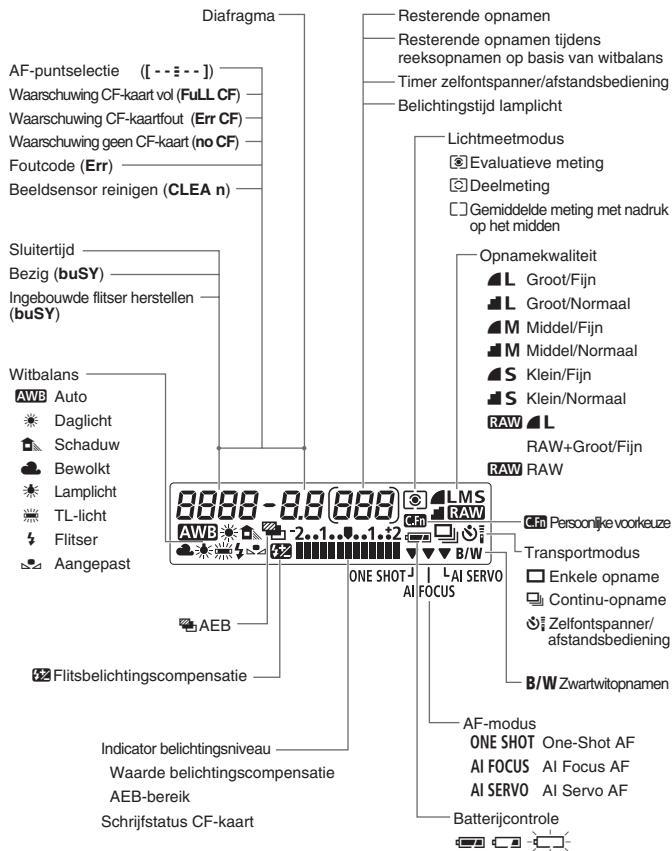 Diafragma
AF-puntselectie ([ - - - - ])
Waarschuwing CF-kaart vol (FuLL CF)
Waarschuwing CF-kaartfout (Err CF)
Waarschuwing geen CF-kaart (no CF)
Foutcode (Err)
Beeldsensor reinigen (CLEA n)
Sluitertijd
Bezig (buSY)
Ingebouwde flitser herstellen
(buSY)
Witbalans
AWB Auto
Daglicht
Schaduw
Bewolkt
Lamplicht
TL-licht
Flitser
Aangepast
Resterende opnamen
Resterende opnamen tijdens
reeksopnamen op basis van witbalans
Timer zelfontspanner/afstandsbediening
Belichtingstijd lamplicht
Lichtmeetmodus
Evaluatieve meting
Deelmeting
Gemiddelde meting met nadruk
op het midden
Opnamekwaliteit
L Groot/Fijn
L Groot/Normaal
M Middel/Fijn
M Middel/Normaal
S Klein/Fijn
S Klein/Normaal
RAW L
RAW+Groot/Fijn
RAW RAW
8888 - 8.8 [888] LMS
RAW
AWB -2..1..0..1..+2 C.Fn
B/W
ONE SHOT AI SERVO
AI FOCUS
C.Fn Persoonlijke voorkeuze
Transportmodus
Enkele opname
Continu-opname
Zelfontspanner/
afstandsbediening
B/W Zwartwitopnamen
AEB
Flitsbelichtingscompensatie
Indicator belichtingsniveau
Waarde belichtingscompensatie
AEB-bereik
Schrijfstatus CF-kaart
AF-modus
ONE SHOT One-Shot AF
AI FOCUS AI Focus AF
AI SERVO AI Servo AF
Batterijcontrole